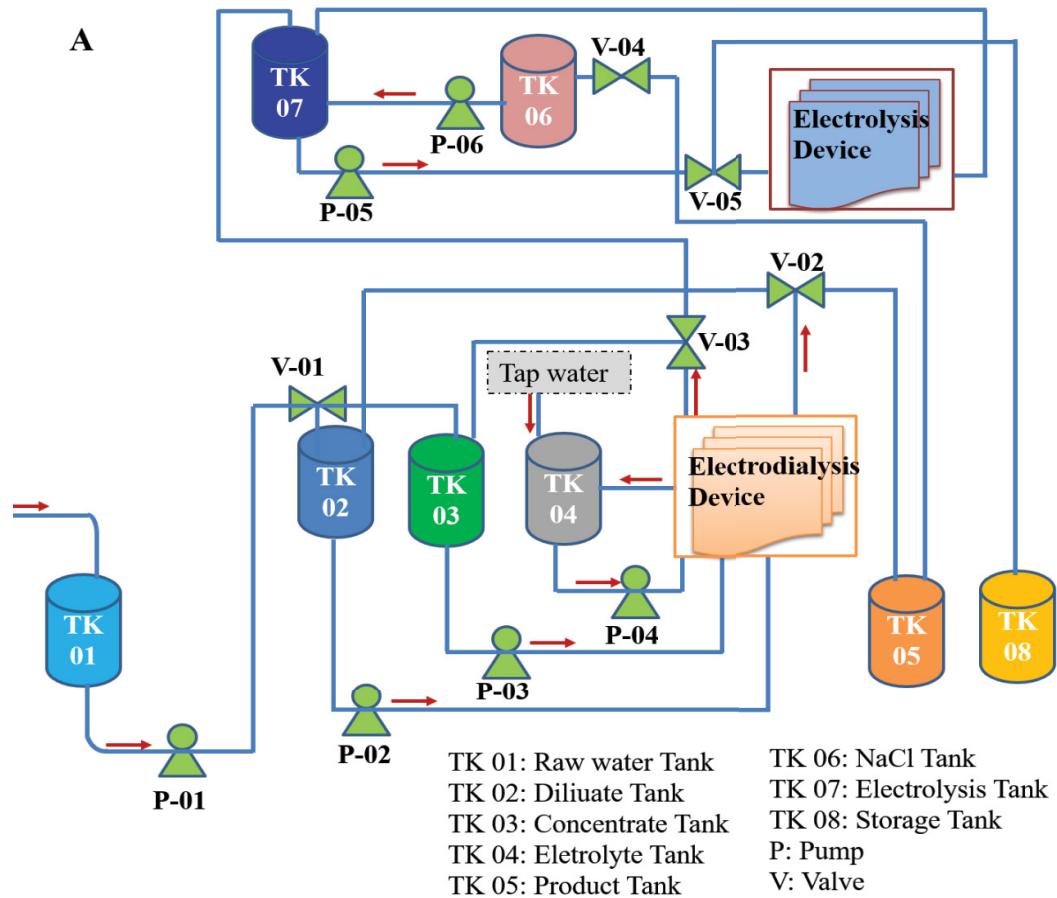 A
TK
07
P-06
TK
06
V-04
Electrolysis
Device
P-05
V-05
V-02
V-03
V-01
Tap water
TK
02
TK
03
TK
04
Electrodialysis
Device
TK
01
P-04
P-03
P-02
P-01
TK
05
TK
08
TK 01: Raw water Tank
TK 02: Diliuate Tank
TK 03: Concentrate Tank
TK 04: Eletrolyte Tank
TK 05: Product Tank
TK 06: NaCl Tank
TK 07: Electrolysis Tank
TK 08: Storage Tank
P: Pump
V: Valve